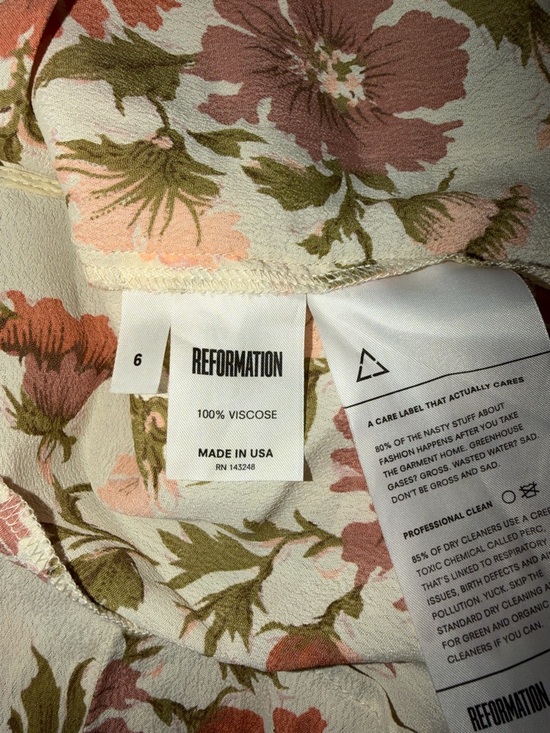 6
REFORMATION
100% VISCOSE
MADE IN USA
RN 143248
A CARE LABEL THAT ACTUALLY CARES
80% OF THE NASTY STUFF ABOUT
FASHION HAPPENS AFTER YOU TAKE
THE GARMENT HOME. GREENHOUSE
GASES? GROSS. WASTED WATER? SAD.
DON'T BE GROSS AND SAD.
PROFESSIONAL CLEAN
85% OF DRY CLEANERS USE A
TOXIC CHEMICAL CALLED PERC,
THAT'S LINKED TO RESPIRATORY
ISSUES, BIRTH DEFECTS AND
POLLUTION. YUCK. SKIP THE
STANDARD DRY CLEANING
FOR GREEN AND
CLEANERS IF YOU CAN.
REFORMATION